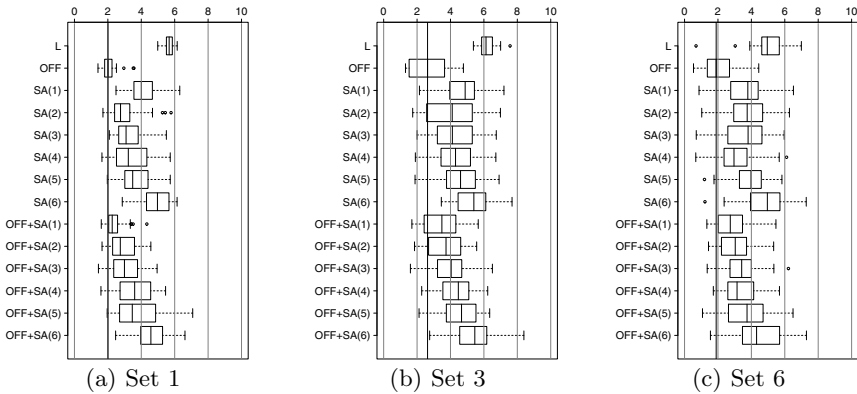 0 2 4 6 8 10
L
OFF
SA(1)
SA(2)
SA(3)
SA(4)
SA(5)
SA(6)
OFF+SA(1)
OFF+SA(2)
OFF+SA(3)
OFF+SA(4)
OFF+SA(5)
OFF+SA(6)
(a) Set 1
0 2 4 6 8 10
L
OFF
SA(1)
SA(2)
SA(3)
SA(4)
SA(5)
SA(6)
OFF+SA(1)
OFF+SA(2)
OFF+SA(3)
OFF+SA(4)
OFF+SA(5)
OFF+SA(6)
(b) Set 3
0 2 4 6 8 10
L
OFF
SA(1)
SA(2)
SA(3)
SA(4)
SA(5)
SA(6)
OFF+SA(1)
OFF+SA(2)
OFF+SA(3)
OFF+SA(4)
OFF+SA(5)
OFF+SA(6)
(c) Set 6